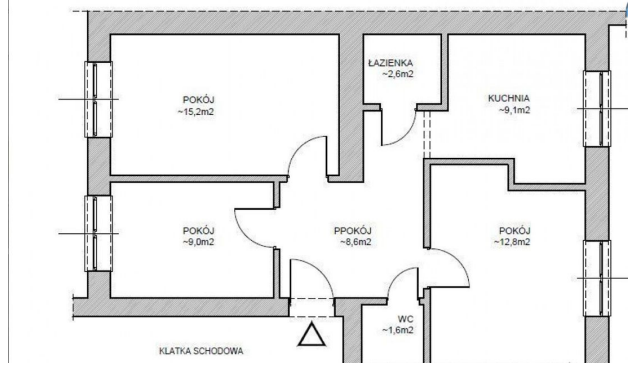 ŁAZIENKA
~2,6m2
POKÓJ
~15,2m2
KUCHNIA
~9,1m2
POKÓJ
~9,0m2
PPOKÓJ
~8,6m2
POKÓJ
~12,8m2
WC
~1,6m2
KLATKA SCHODOWA